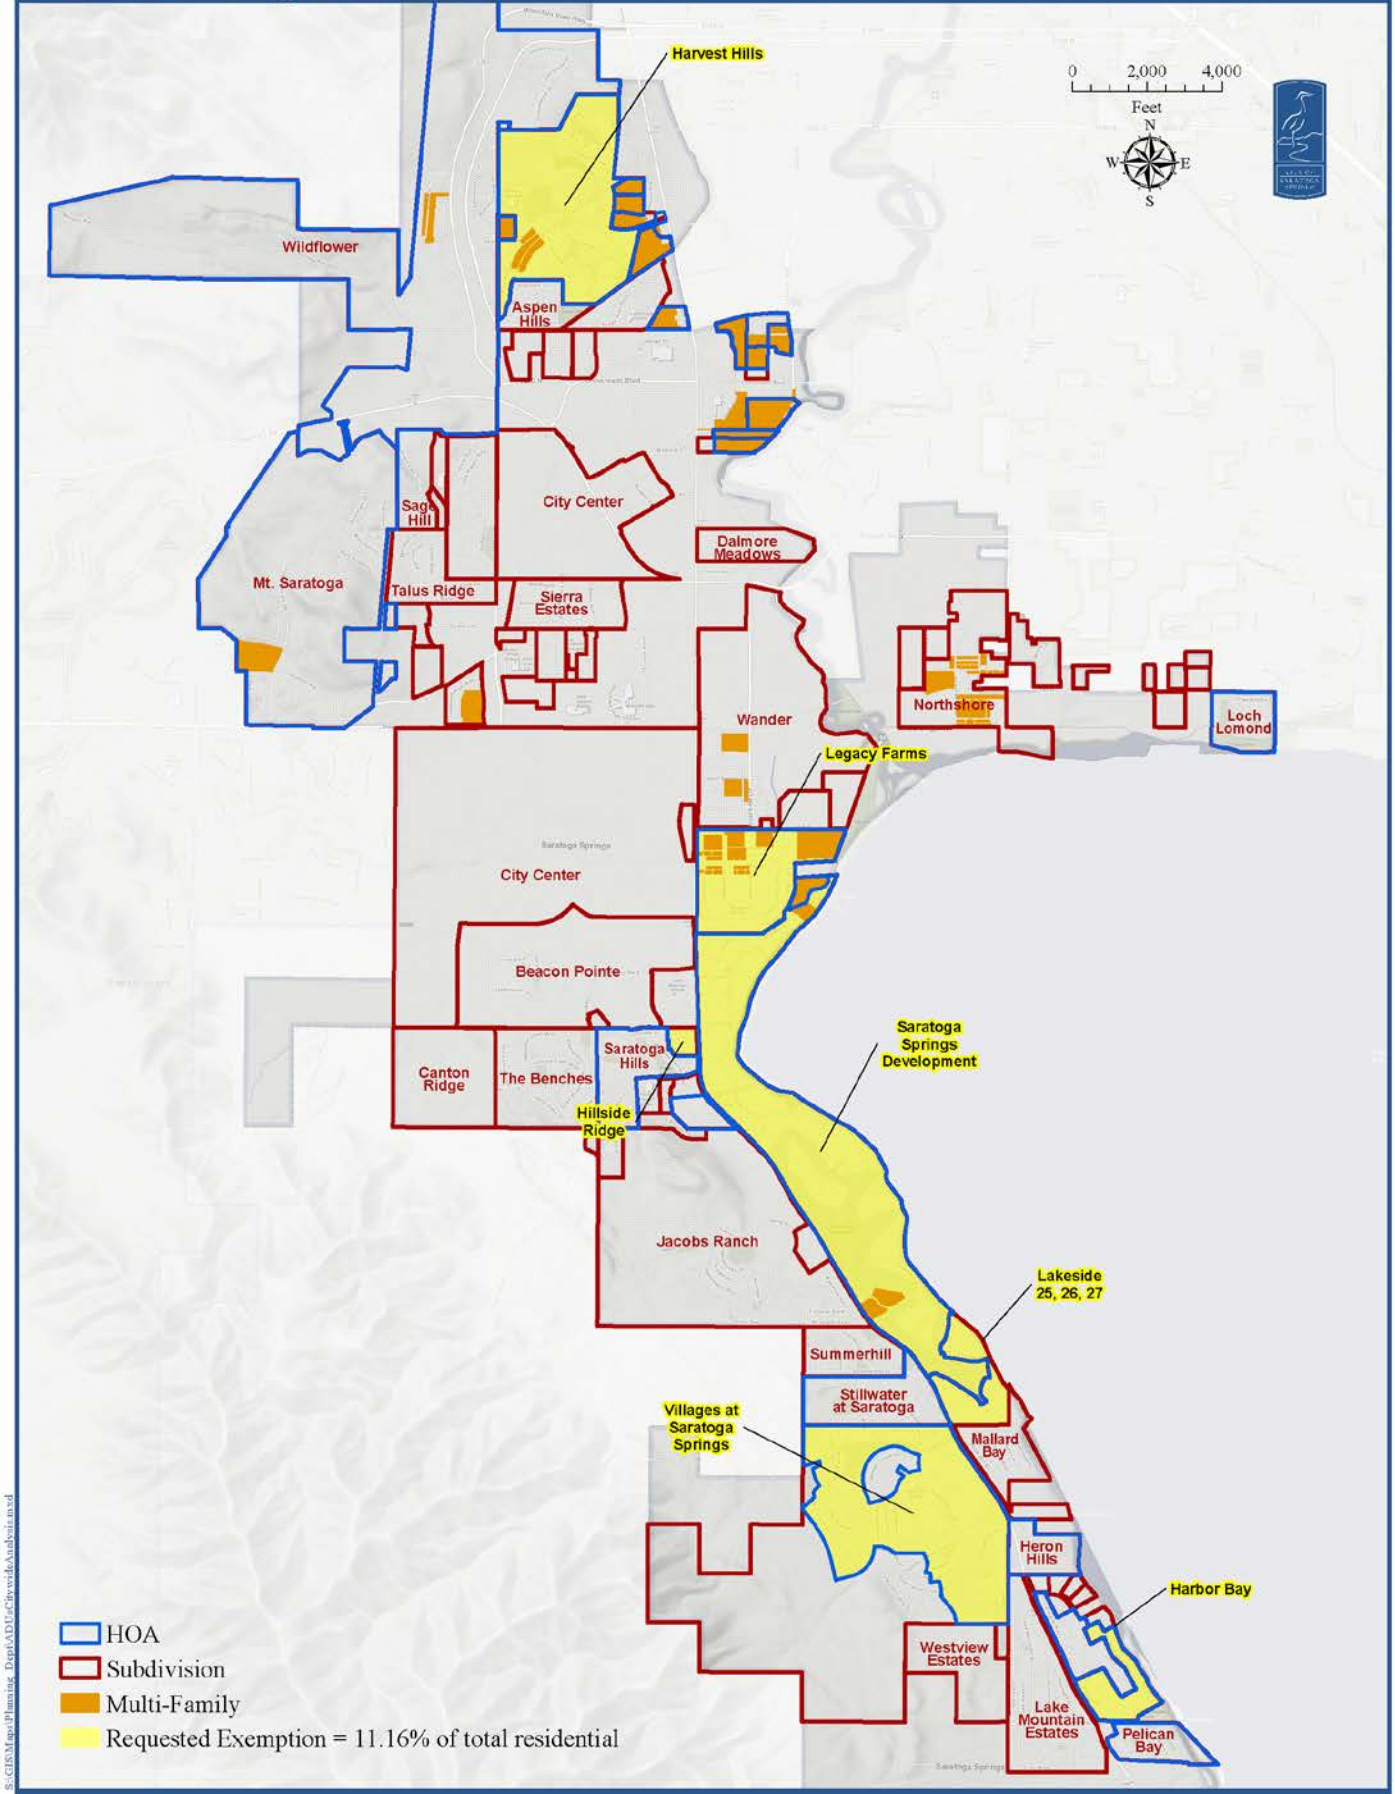 Harvest Hills
0 2,000 4,000
Feet
N
W E
S
Wildflower
Aspen
Hills
City Center
Sage
Hill
Dalmore
Meadows
Mt. Saratoga
Talus Ridge
Sierra
Estates
Wander
Northshore
Loch
Lomond
Legacy Farms
Saratoga Springs
City Center
Beacon Pointe
Saratoga
Springs
Development
Saratoga
Hills
Canton
Ridge
The Benches
Hillside
Ridge
Jacobs Ranch
Lakeside
25, 26, 27
Summerhill
Stillwater
at Saratoga
Villages at
Saratoga
Springs
Mallard
Bay
Heron
Hills
Harbor Bay
Westview
Estates
Lake
Mountain
Estates
Pelican
Bay
Saratoga Springs
HOA
Subdivision
Multi-Family
Requested Exemption = 11.16% of total residential